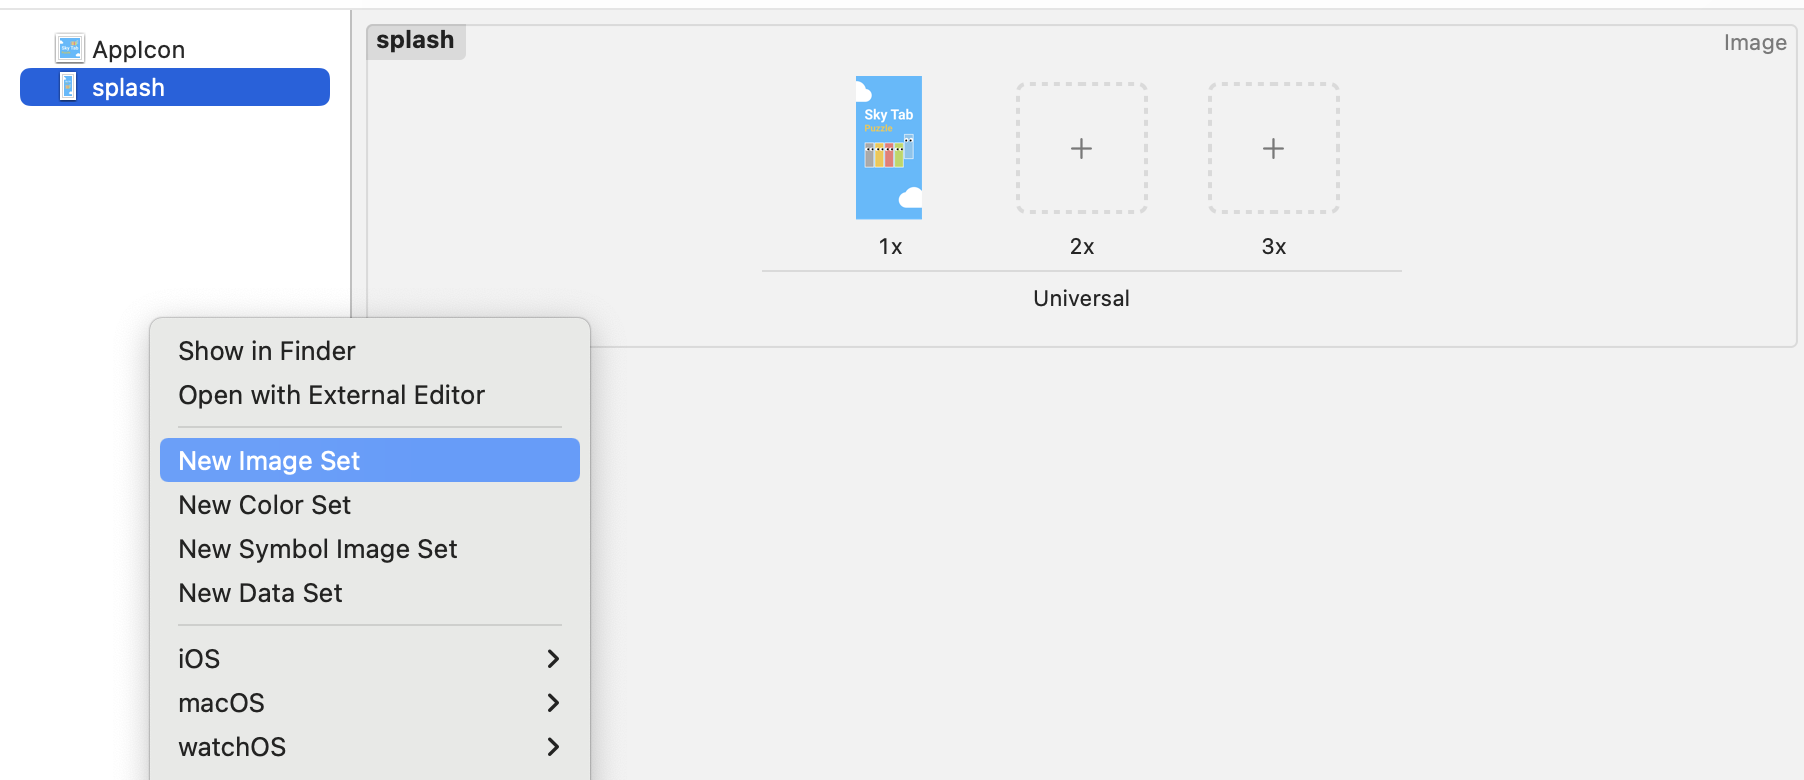 AppIcon
splash
splash
Image
Sky Tab
Puzzle
+
+
1x
2x
3x
Universal
Show in Finder
Open with External Editor
New Image Set
New Color Set
New Symbol Image Set
New Data Set
iOS
macOS
watchOS